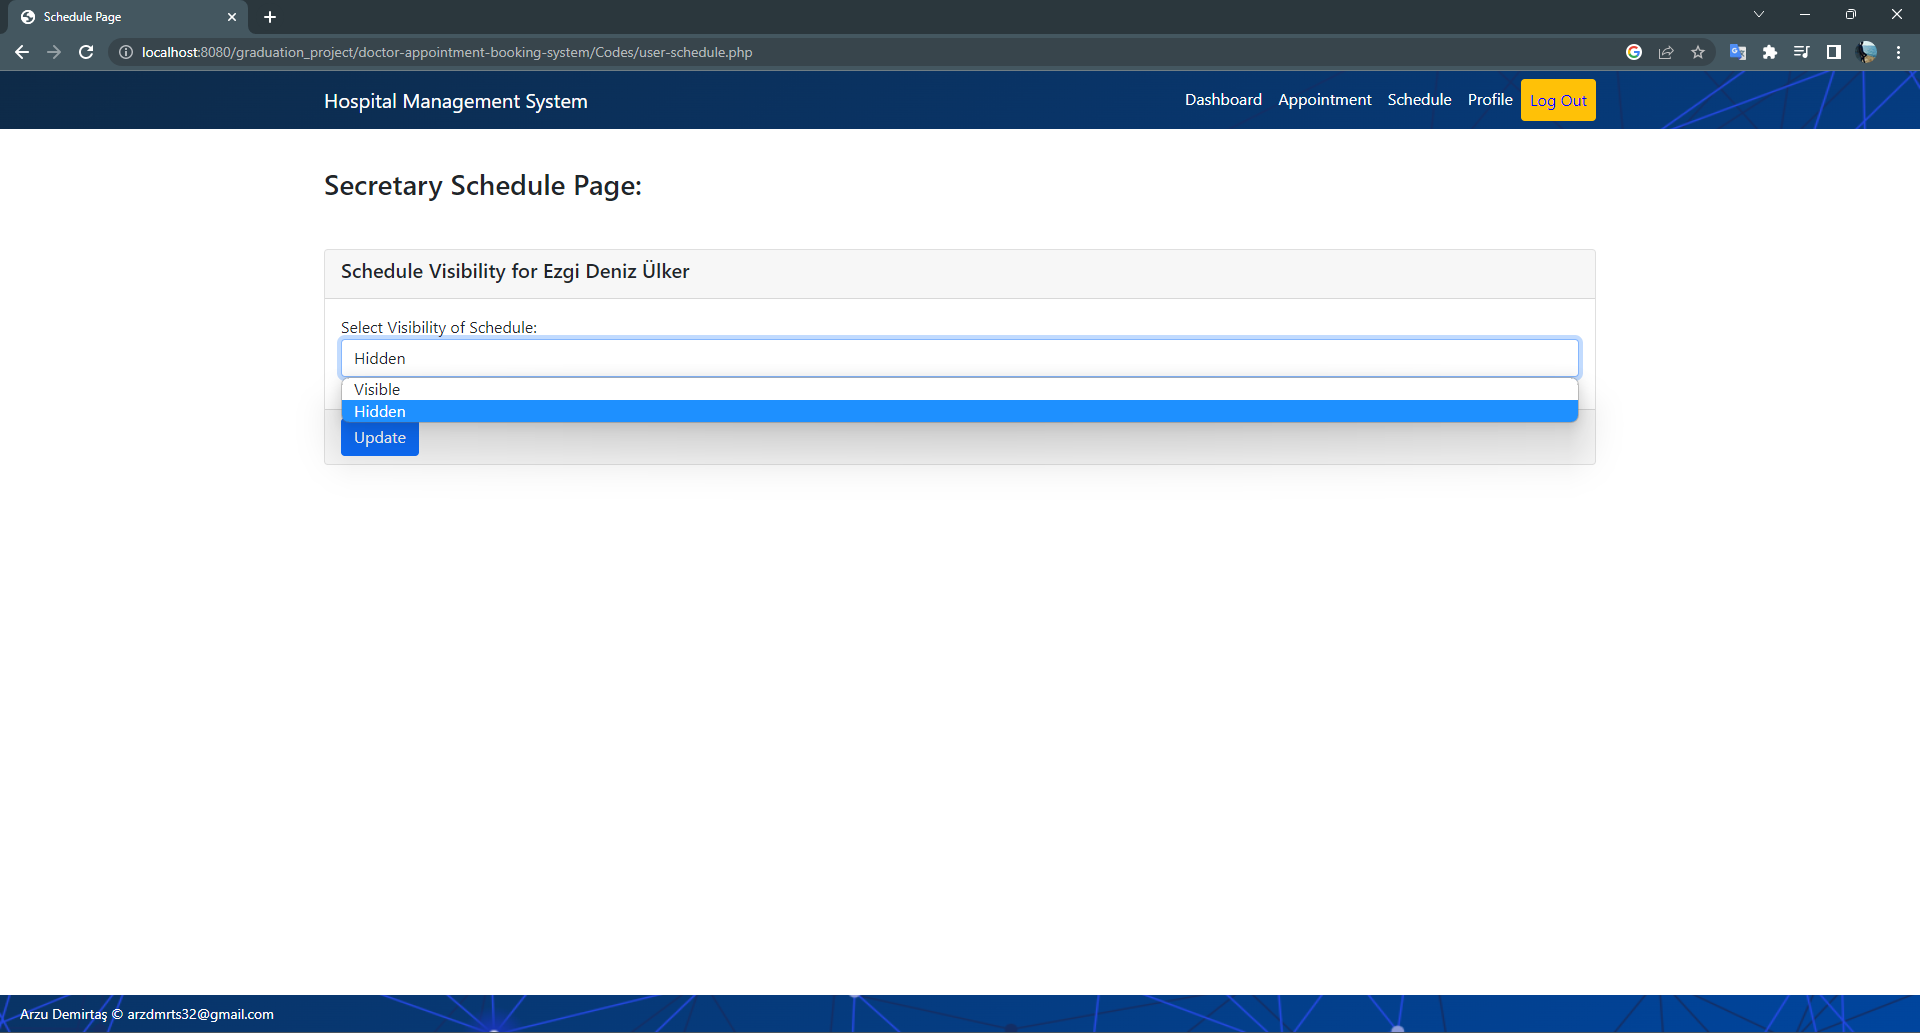 Schedule Page
localhost:8080/graduation_project/doctor-appointment-booking-system/Codes/user-schedule.php
Hospital Management System
Dashboard Appointment Schedule Profile Log Out
Secretary Schedule Page:
Schedule Visibility for Ezgi Deniz Ülker
Select Visibility of Schedule:
Hidden
Visible
Hidden
Update
Arzu Demirtaş © arzdmrts32@gmail.com